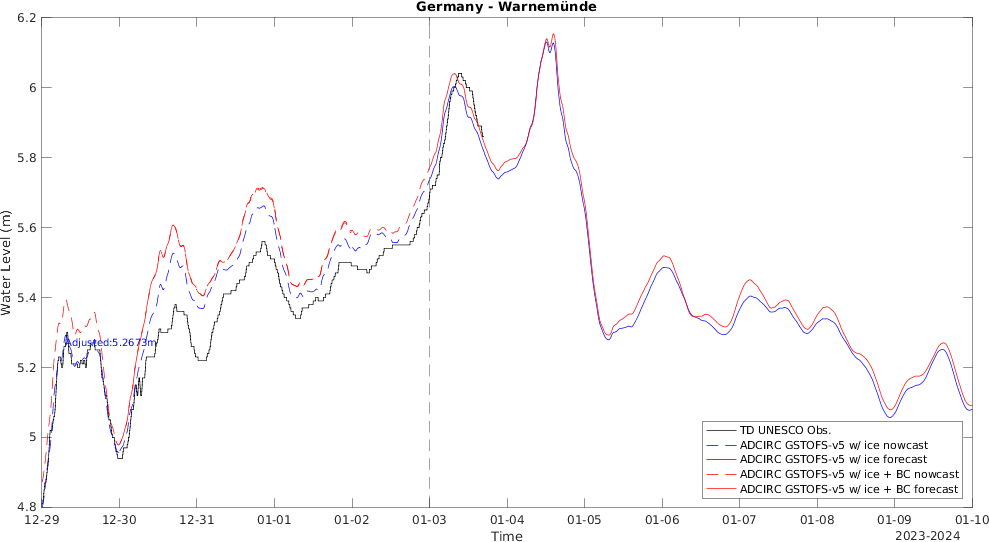 Germany - Warnemünde
6.2
6
5.8
5.6
5.4
5.2
5
4.8
Water Level (m)
Adjusted:5.2673m
TD UNESCO Obs.
ADCIRC GSTOFS-v5 w/ ice nowcast
ADCIRC GSTOFS-v5 w/ ice forecast
ADCIRC GSTOFS-v5 w/ ice + BC nowcast
ADCIRC GSTOFS-v5 w/ ice + BC forecast
12-29 12-30 12-31 01-01 01-02 01-03 01-04 01-05 01-06 01-07 01-08 01-09 01-10
Time
2023-2024